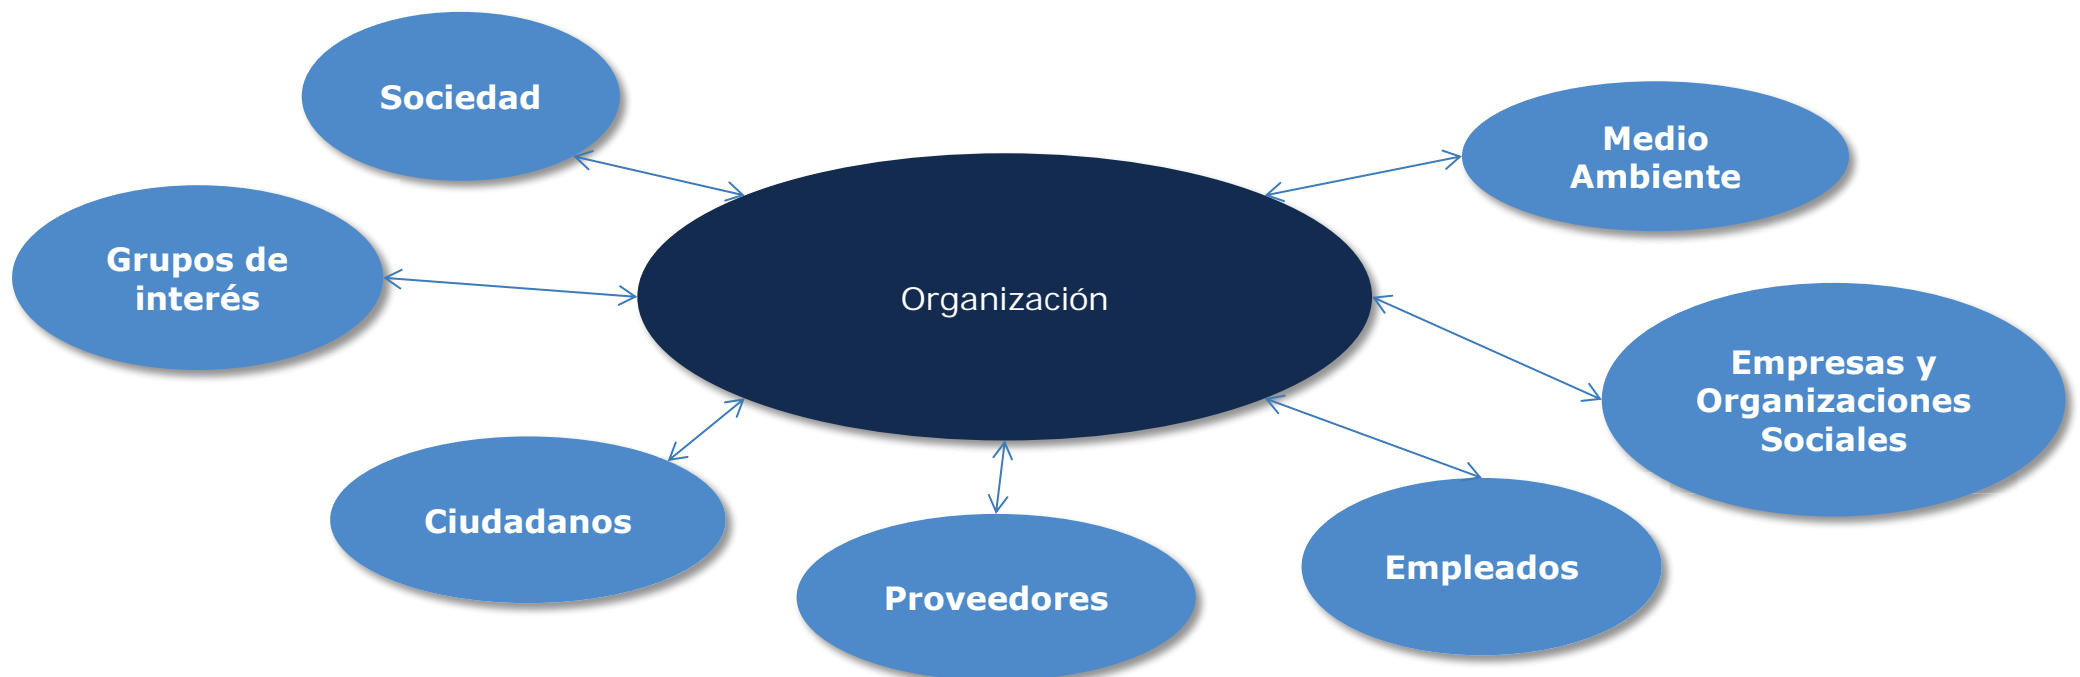 Sociedad
Medio
Ambiente
Grupos de
interés
Organización
Empresas y
Organizaciones
Sociales
Ciudadanos
Proveedores
Empleados